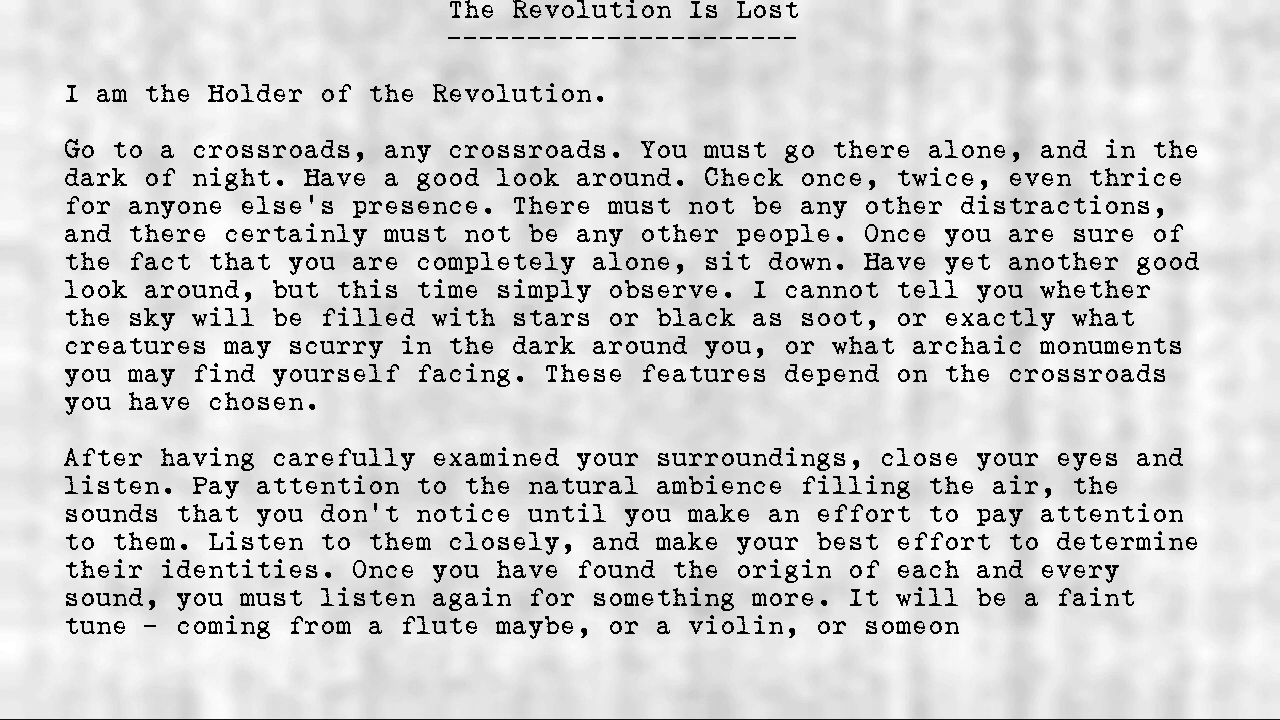 The Revolution Is Lost
----------------------
I am the Holder of the Revolution.
Go to a crossroads, any crossroads. You must go there alone, and in the
dark of night. Have a good look around. Check once, twice, even thrice
for anyone else's presence. There must not be any other distractions,
and there certainly must not be any other people. Once you are sure of
the fact that you are completely alone, sit down. Have yet another good
look around, but this time simply observe. I cannot tell you whether
the sky will be filled with stars or black as soot, or exactly what
creatures may scurry in the dark around you, or what archaic monuments
you may find yourself facing. These features depend on the crossroads
you have chosen.
After having carefully examined your surroundings, close your eyes and
listen. Pay attention to the natural ambience filling the air, the
sounds that you don't notice until you make an effort to pay attention
to them. Listen to them closely, and make your best effort to determine
their identities. Once you have found the origin of each and every
sound, you must listen again for something more. It will be a faint
tune – coming from a flute maybe, or a violin, or someon